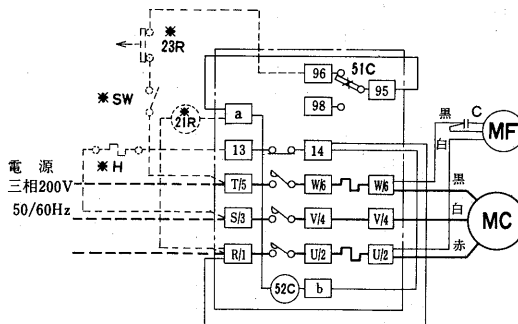 ※
23R
※SW
※
21R
※H
電源
三相200V
50/60Hz
96
51C
95
98
a
13
14
T/5
W/6
W/6
S/3
V/4
V/4
R/1
U/2
U/2
52C
b
黒
C
白
MF
黒
白
赤
MC